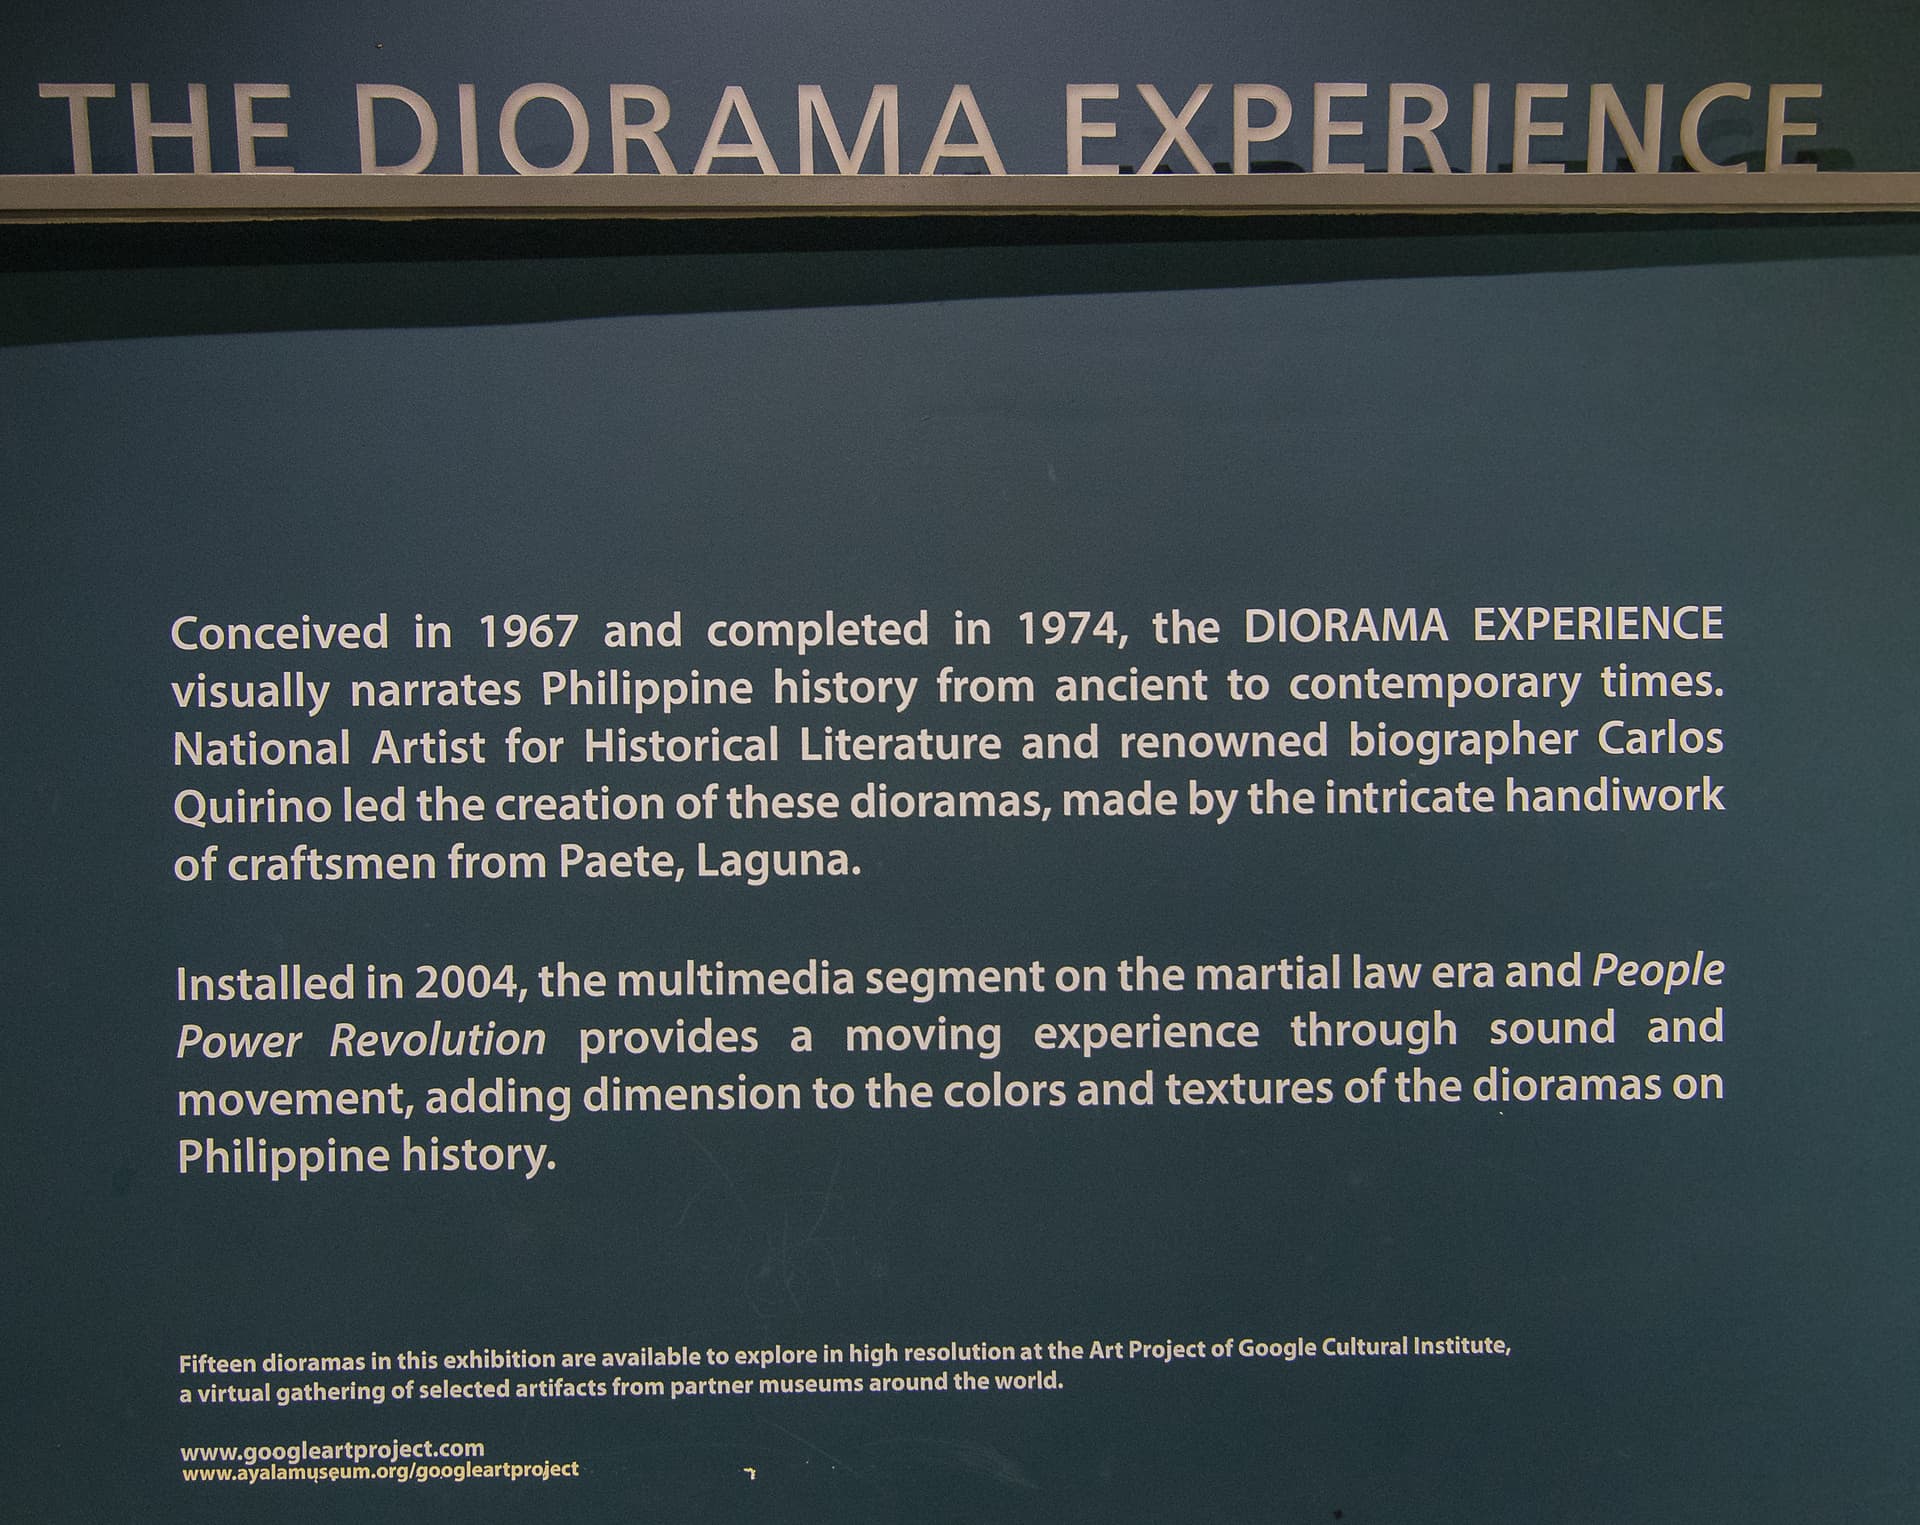 THE DIORAMA EXPERIENCE
Conceived in 1967 and completed in 1974, the DIORAMA EXPERIENCE
visually narrates Philippine history from ancient to contemporary times.
National Artist for Historical Literature and renowned biographer Carlos
Quirino led the creation of these dioramas, made by the intricate handiwork
of craftsmen from Paete, Laguna.
Installed in 2004, the multimedia segment on the martial law era and People
Power Revolution provides a moving experience through sound and
movement, adding dimension to the colors and textures of the dioramas on
Philippine history.
Fifteen dioramas in this exhibition are available to explore in high resolution at the Art Project of Google Cultural Institute,
a virtual gathering of selected artifacts from partner museums around the world.
www.googleartproject.com
www.ayalamuseum.org/googleartproject